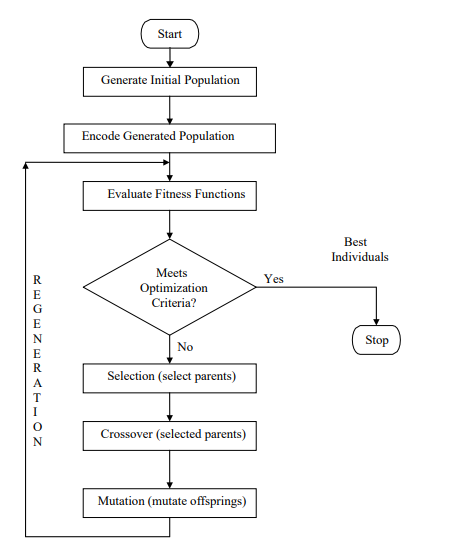 Start
Generate Initial Population
Encode Generated Population
Evaluate Fitness Functions
Meets
Optimization
Criteria?
Yes
Best
Individuals
Stop
No
Selection (select parents)
Crossover (selected parents)
Mutation (mutate offsprings)
R
E
G
E
N
E
R
A
T
I
O
N